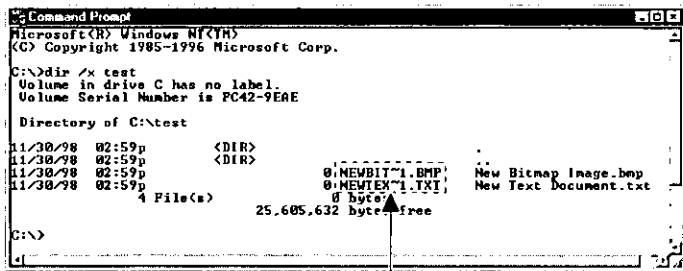 Command Prompt
Microsoft(R) Windows NT(TM)
(C) Copyright 1985-1996 Microsoft Corp.
C:\>dir /x test
Volume in drive C has no label.
Volume Serial Number is FC42-9EAE
Directory of C:\test
11/30/98 02:59p <DIR> .
11/30/98 02:59p <DIR> ..
11/30/98 02:59p 0 NEWBIT~1.BMP New Bitmap Image.bmp
11/30/98 02:59p 0 NEWTEX~1.TXT New Text Document.txt
4 File(s) 0 bytes
25,605,632 bytes free
C:\>